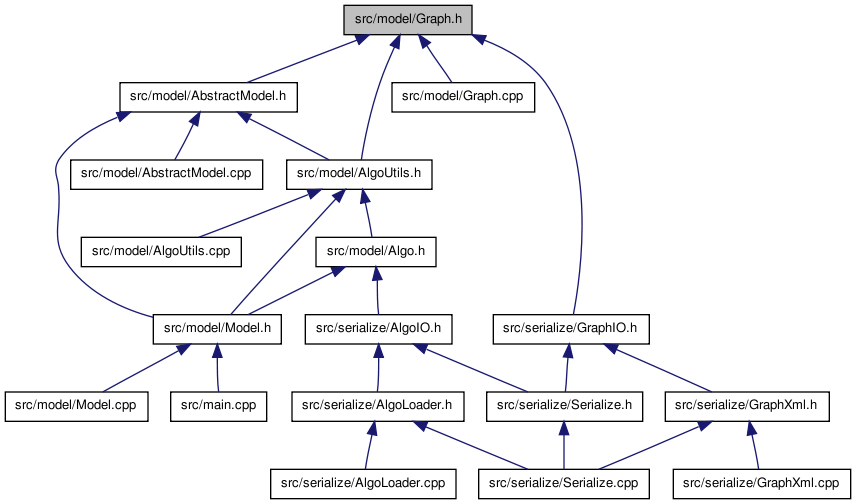 src/model/Graph.h
src/model/AbstractModel.h
src/model/Graph.cpp
src/model/AbstractModel.cpp
src/model/AlgoUtils.h
src/model/AlgoUtils.cpp
src/model/Algo.h
src/model/Model.h
src/serialize/AlgoIO.h
src/serialize/GraphIO.h
src/model/Model.cpp
src/main.cpp
src/serialize/AlgoLoader.h
src/serialize/Serialize.h
src/serialize/GraphXml.h
src/serialize/AlgoLoader.cpp
src/serialize/Serialize.cpp
src/serialize/GraphXml.cpp